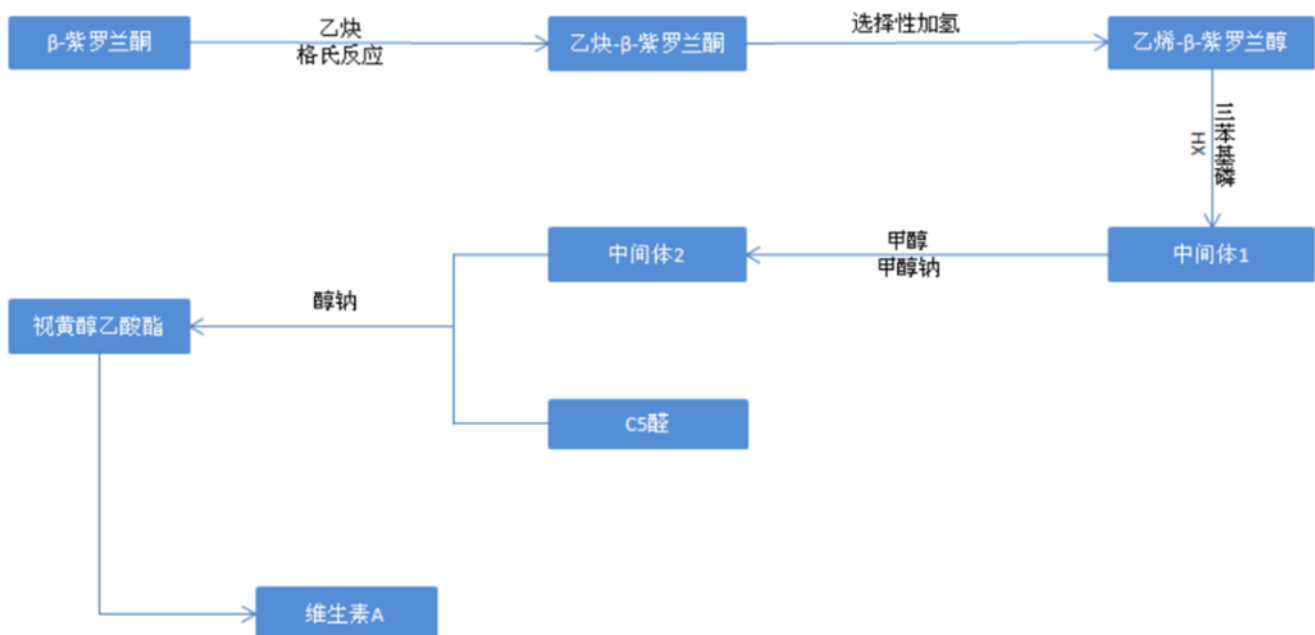 β-紫罗兰酮
乙炔
格氏反应
乙炔-β-紫罗兰酮
选择性加氢
乙烯-β-紫罗兰醇
三苯基膦
HX
中间体1
甲醇
甲醇钠
中间体2
C5醛
醇钠
视黄醇乙酸酯
维生素A